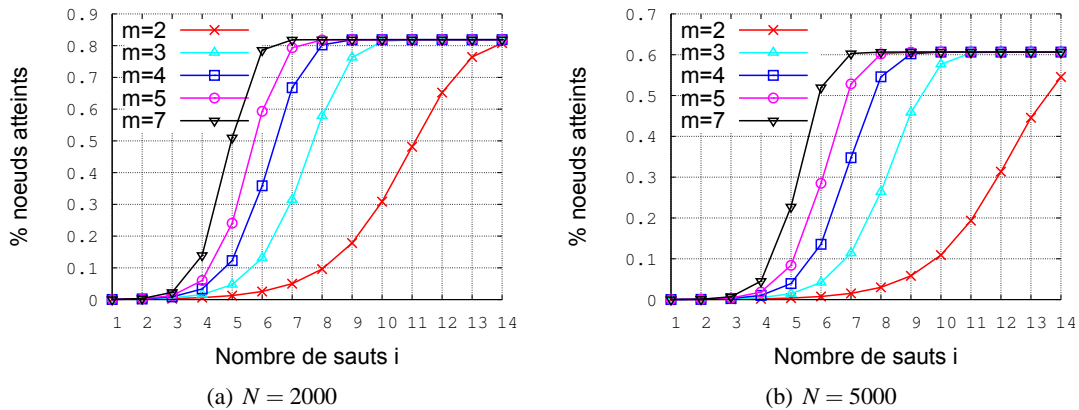 % noeuds atteints
0.9
0.8
0.7
0.6
0.5
0.4
0.3
0.2
0.1
0
m=2
m=3
m=4
m=5
m=7
1 2 3 4 5 6 7 8 9 10 11 12 13 14
Nombre de sauts i
(a) N = 2000
% noeuds atteints
0.7
0.6
0.5
0.4
0.3
0.2
0.1
0
m=2
m=3
m=4
m=5
m=7
1 2 3 4 5 6 7 8 9 10 11 12 13 14
Nombre de sauts i
(b) N = 5000